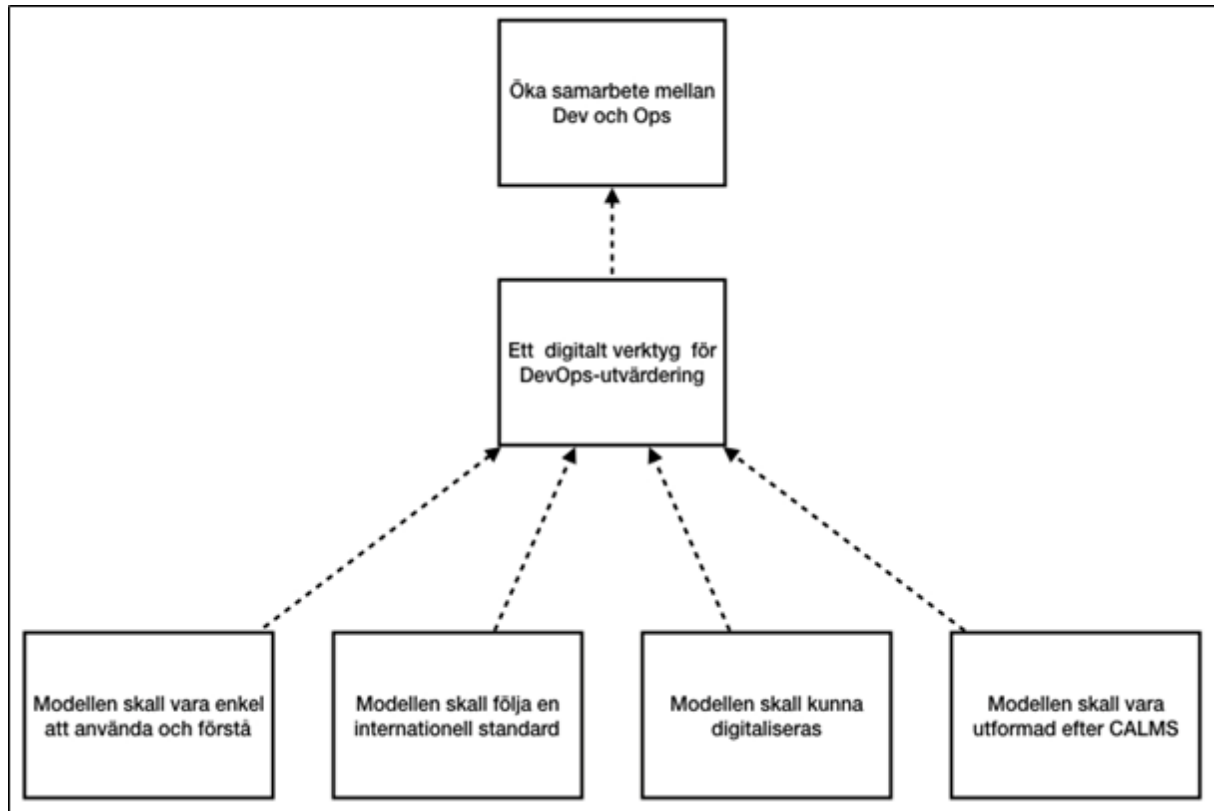 Öka samarbete mellan
Dev och Ops
Ett digitalt verktyg för
DevOps-utvärdering
Modellen skall vara enkel
att använda och förstå
Modellen skall följa en
internationell standard
Modellen skall kunna
digitaliseras
Modellen skall vara
utformad efter CALMS